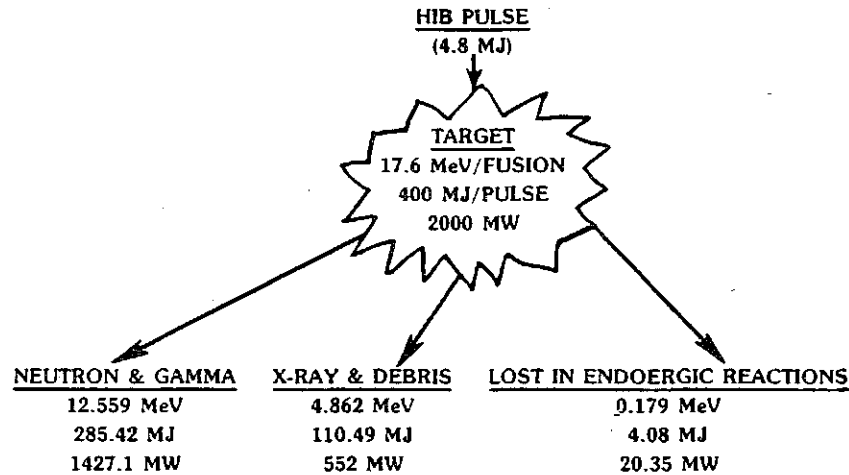 HIB PULSE
(4.8 MJ)
TARGET
17.6 MeV/FUSION
400 MJ/PULSE
2000 MW
NEUTRON & GAMMA
12.559 MeV
285.42 MJ
1427.1 MW
X-RAY & DEBRIS
4.862 MeV
110.49 MJ
552 MW
LOST IN ENDOERGIC REACTIONS
0.179 MeV
4.08 MJ
20.35 MW